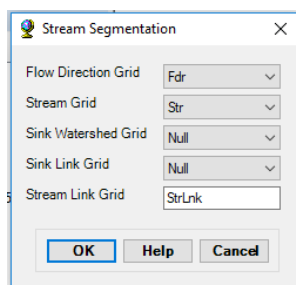 Stream Segmentation
Flow Direction Grid Fdr
Stream Grid Str
Sink Watershed Grid Null
Sink Link Grid Null
Stream Link Grid StrLnk
OK Help Cancel